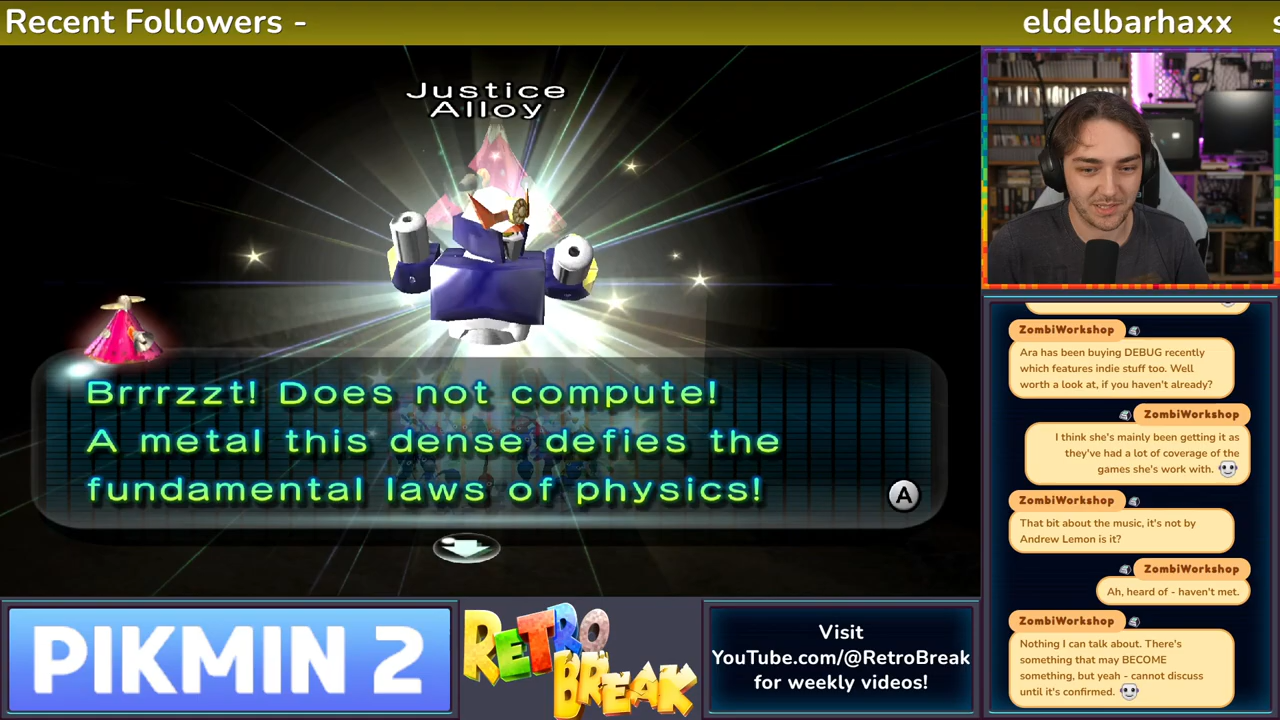 Recent Followers -
eldelbarhaxx
Justice
Alloy
Brrrzzt! Does not compute!
A metal this dense defies the
fundamental laws of physics!
A
ZombiWorkshop
Ara has been buying DEBUG recently
which features indie stuff too. Well
worth a look at, if you haven't already?
ZombiWorkshop
I think she's mainly been getting it as
they've had a lot of coverage of the
games she's work with.
ZombiWorkshop
That bit about the music, it's not by
Andrew Lemon is it?
ZombiWorkshop
Ah, heard of - haven't met.
ZombiWorkshop
Nothing I can talk about. There's
something that may BECOME
something, but yeah - cannot discuss
until it's confirmed.
PIKMIN 2
RETRO
BREAK
Visit
YouTube.com/@RetroBreak
for weekly videos!